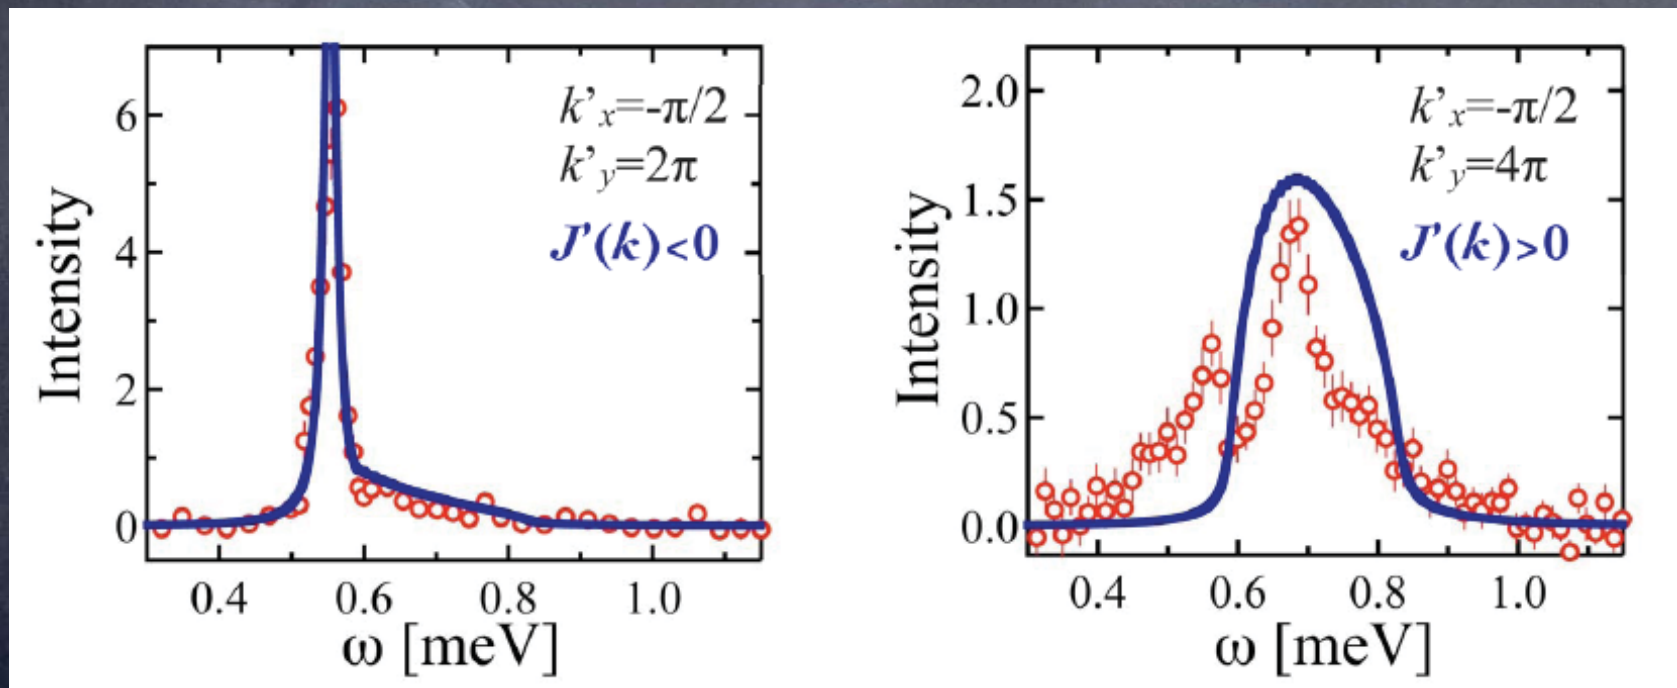 Intensity
6
4
2
0
k'x=-π/2
k'y=2π
J'(k)<0
0.4 0.6 0.8 1.0
ω [meV]
Intensity
2.0
1.5
1.0
0.5
0.0
k'x=-π/2
k'y=4π
J'(k)>0
0.4 0.6 0.8 1.0
ω [meV]